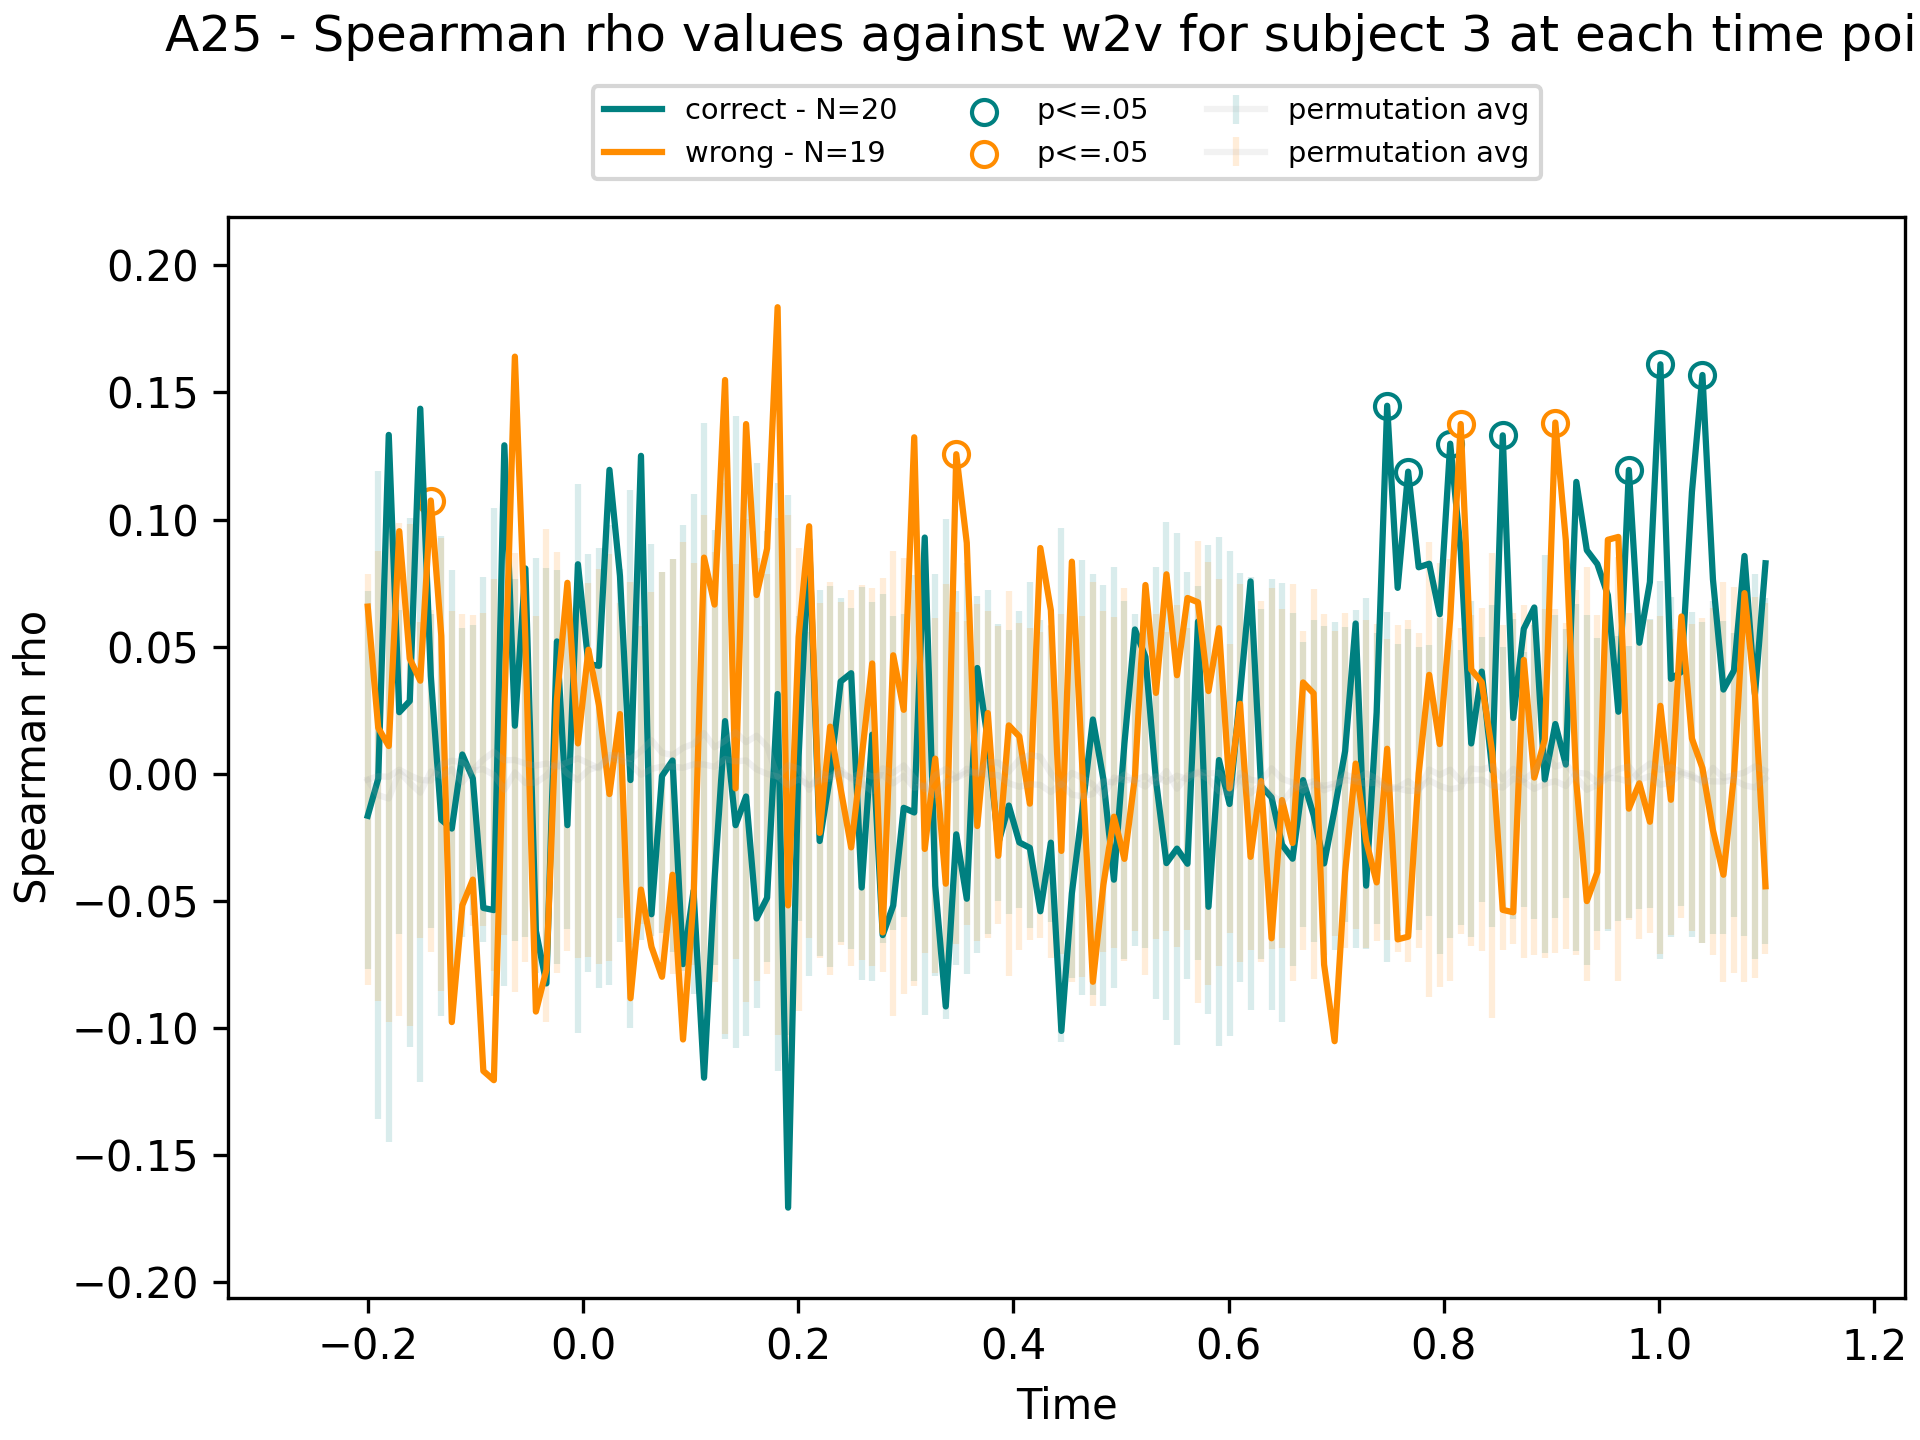 A25 - Spearman rho values against w2v for subject 3 at each time poi
correct - N=20
p<=.05
permutation avg
wrong - N=19
p<=.05
permutation avg
Spearman rho
0.20
0.15
0.10
0.05
0.00
−0.05
−0.10
−0.15
−0.20
−0.2
0.0
0.2
0.4
0.6
0.8
1.0
1.2
Time